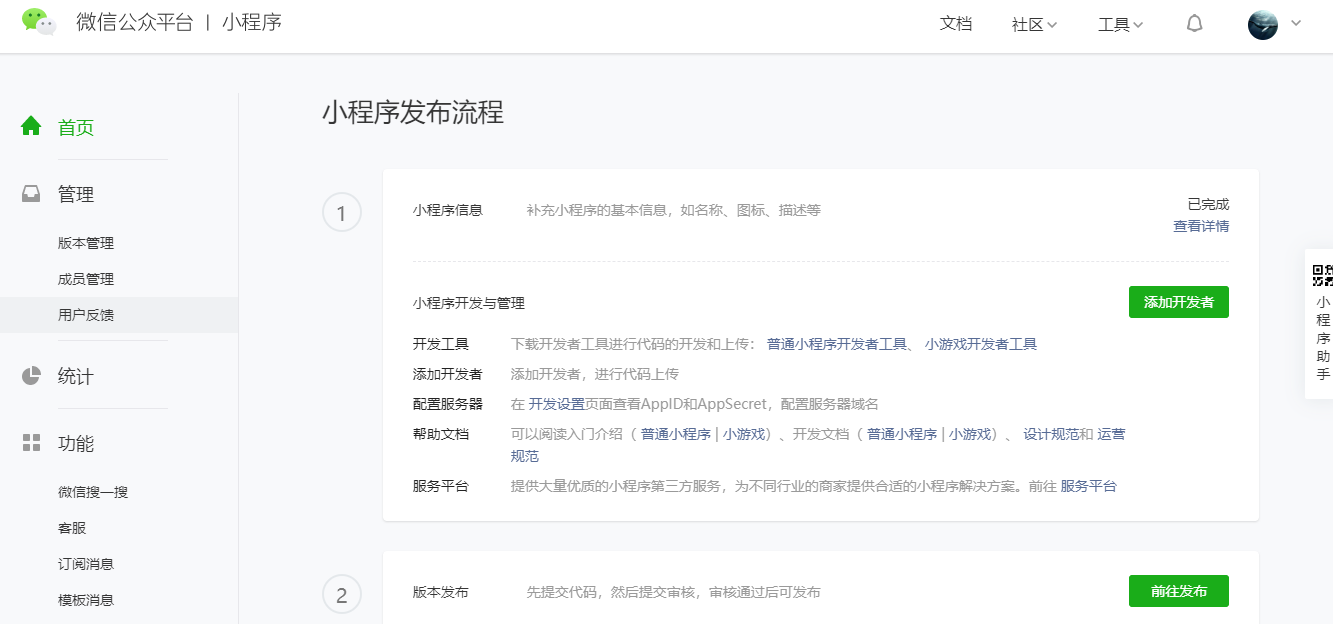 微信公众平台 | 小程序
文档
社区
工具
首页
管理
版本管理
成员管理
用户反馈
统计
功能
微信搜一搜
客服
订阅消息
模板消息
小程序发布流程
1
小程序信息
补充小程序的基本信息，如名称、图标、描述等
已完成
查看详情
小程序开发与管理
添加开发者
开发工具 下载开发者工具进行代码的开发和上传： 普通小程序开发者工具、 小游戏开发者工具
添加开发者 添加开发者，进行代码上传
配置服务器 在 开发设置页面查看AppID和AppSecret，配置服务器域名
帮助文档 可以阅读入门介绍（ 普通小程序 | 小游戏）、开发文档（ 普通小程序 | 小游戏）、 设计规范和 运营
规范
服务平台 提供大量优质的小程序第三方服务，为不同行业的商家提供合适的小程序解决方案。前往 服务平台
2
版本发布
先提交代码，然后提交审核，审核通过后可发布
前往发布
小
程
序
助
手